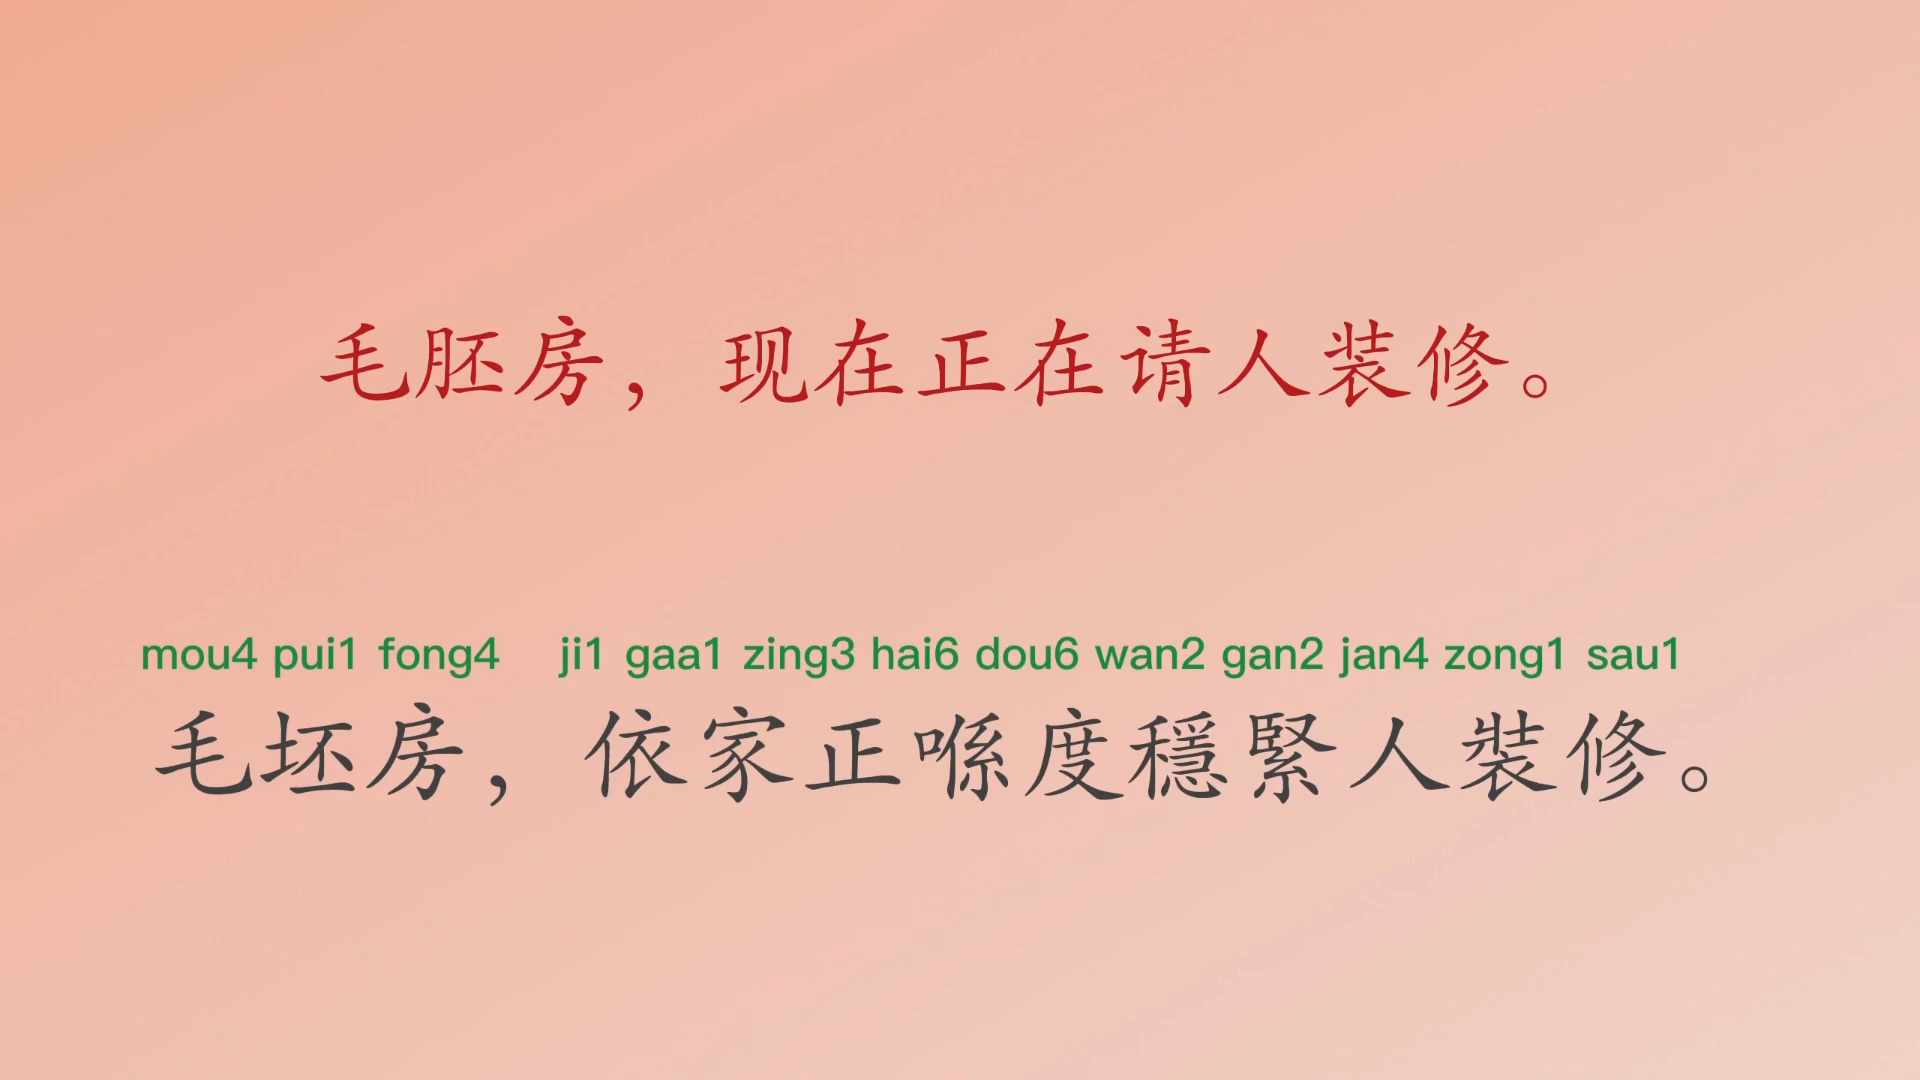 毛胚房，现在正在请人装修。
mou4 pui1 fong4 ji1 gaa1 zing3 hai6 dou6 wan2 gan2 jan4 zong1 sau1
毛坯房，依家正喺度穩緊人裝修。